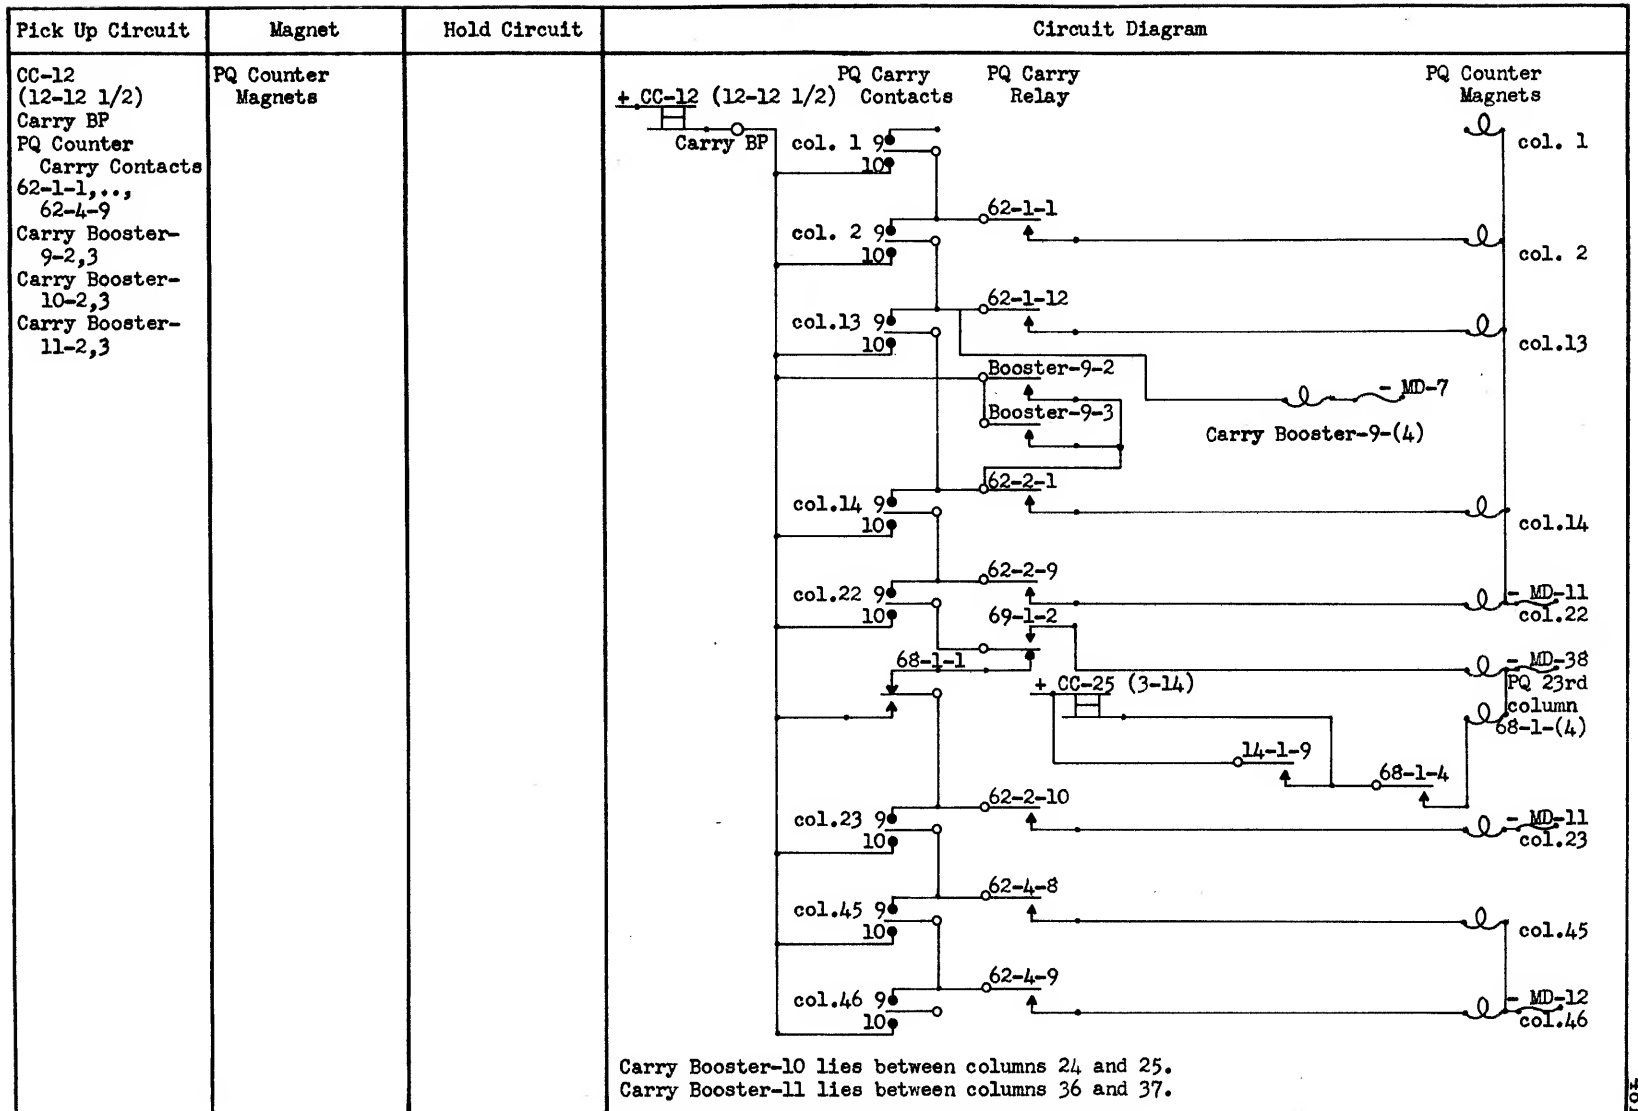 Pick Up Circuit
Magnet
Hold Circuit
Circuit Diagram
CC-12
(12-12 1/2)
Carry BP
PQ Counter
Carry Contacts
62-1-1,..,
62-4-9
Carry Booster-
9-2,3
Carry Booster-
10-2,3
Carry Booster-
11-2,3
PQ Counter
Magnets
+ CC-12 (12-12 1/2)
Carry BP
PQ Carry
Contacts
PQ Carry
Relay
PQ Counter
Magnets
col. 1 9
10
col. 1
62-1-1
col. 2 9
10
col. 2
62-1-12
col.13 9
10
col.13
Booster-9-2
- MD-7
Booster-9-3
Carry Booster-9-(4)
62-2-1
col.14 9
10
col.14
62-2-9
col.22 9
10
- MD-11
col.22
69-1-2
68-1-1
- MD-38
+ CC-25 (3-14)
PQ 23rd
column
68-1-(4)
14-1-9
68-1-4
62-2-10
col.23 9
10
- MD-11
col.23
62-4-8
col.45 9
10
col.45
62-4-9
col.46 9
10
- MD-12
col.46
Carry Booster-10 lies between columns 24 and 25.
Carry Booster-11 lies between columns 36 and 37.